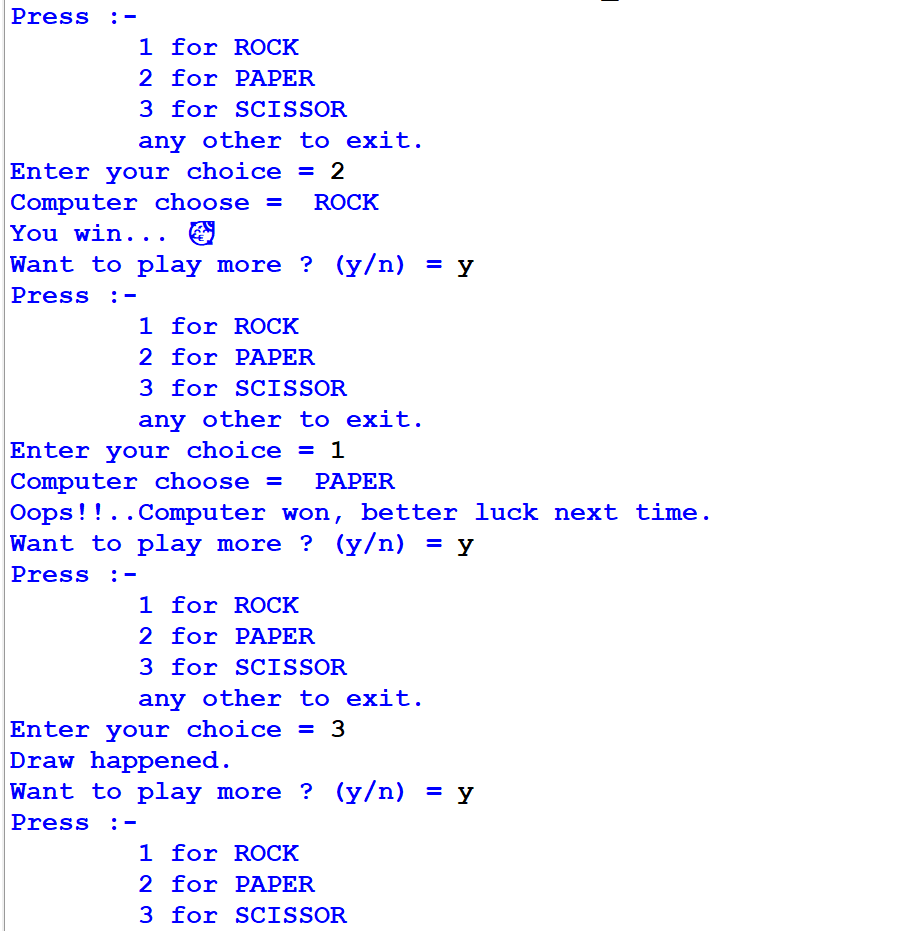 Press :-
        1 for ROCK
        2 for PAPER
        3 for SCISSOR
        any other to exit.
Enter your choice = 2
Computer choose =  ROCK
You win...
Want to play more ? (y/n) = y
Press :-
        1 for ROCK
        2 for PAPER
        3 for SCISSOR
        any other to exit.
Enter your choice = 1
Computer choose =  PAPER
Oops!!..Computer won, better luck next time.
Want to play more ? (y/n) = y
Press :-
        1 for ROCK
        2 for PAPER
        3 for SCISSOR
        any other to exit.
Enter your choice = 3
Draw happened.
Want to play more ? (y/n) = y
Press :-
        1 for ROCK
        2 for PAPER
        3 for SCISSOR